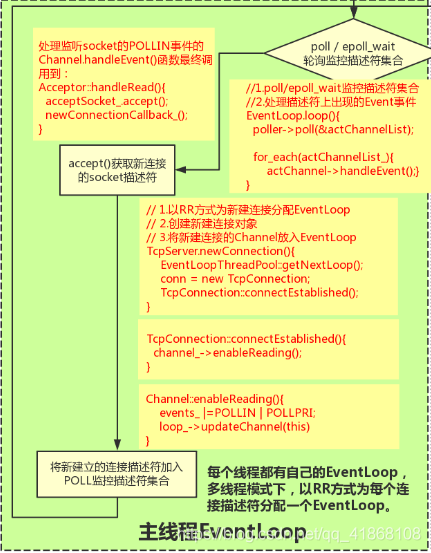 处理监听socket的POLLIN事件的
Channel.handleEvent()函数最终调
用到：
Acceptor::handleRead(){
acceptSocket_.accept();
newConnectionCallback_();
}
poll / epoll_wait
轮询监控描述符集合
//1.poll/epoll_wait监控描述符集合
//2.处理描述符上出现的Event事件
EventLoop.loop(){
poller->poll(&actChannelList);
for_each(actChannelList_){
actChannel->handleEvent();}
}
accept()获取新连接
的socket描述符
// 1.以RR方式为新建连接分配EventLoop
// 2.创建新建连接对象
// 3.将新建连接的Channel放入EventLoop
TcpServer.newConnection(){
EventLoopThreadPool::getNextLoop();
conn = new TcpConnection;
TcpConnection::connectEstablished();
}
TcpConnection::connectEstablished(){
channel_->enableReading();
}
Channel::enableReading(){
events_ |=POLLIN | POLLPRI;
loop_->updateChannel(this)
}
将新建立的连接描述符加入
POLL监控描述符集合
每个线程都有自己的EventLoop，
多线程模式下，以RR方式为每个连
接描述符分配一个EventLoop。
主线程EventLoop